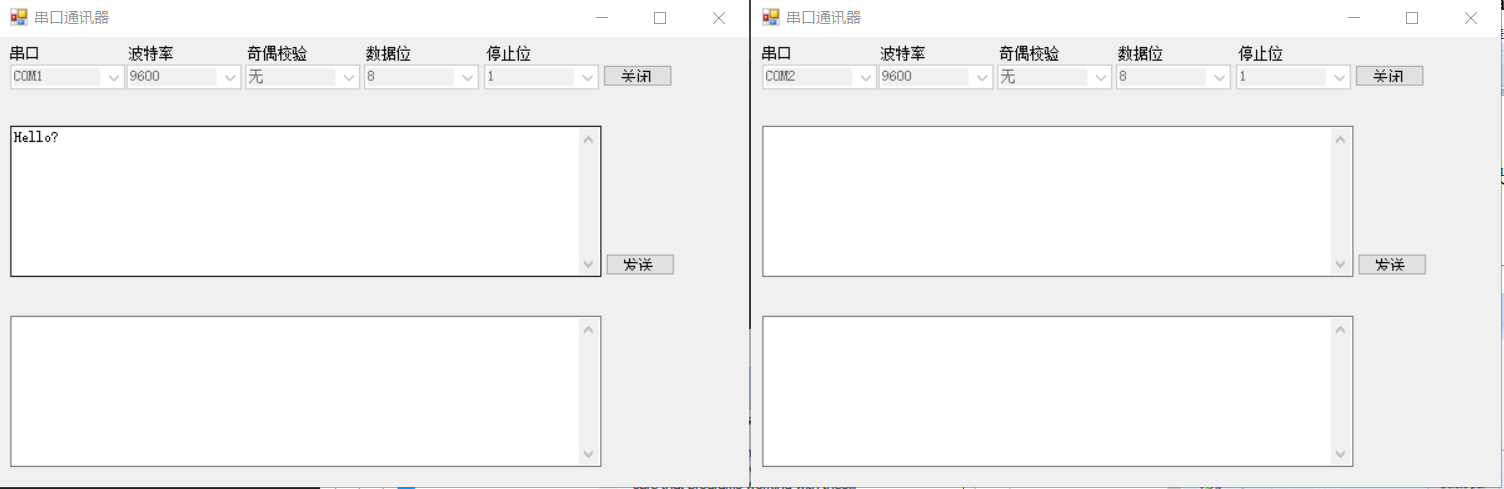 串口通讯器
串口 波特率 奇偶校验 数据位 停止位
COM1 9600 无 8 1 关闭
Hello?
发送
串口通讯器
串口 波特率 奇偶校验 数据位 停止位
COM2 9600 无 8 1 关闭
发送